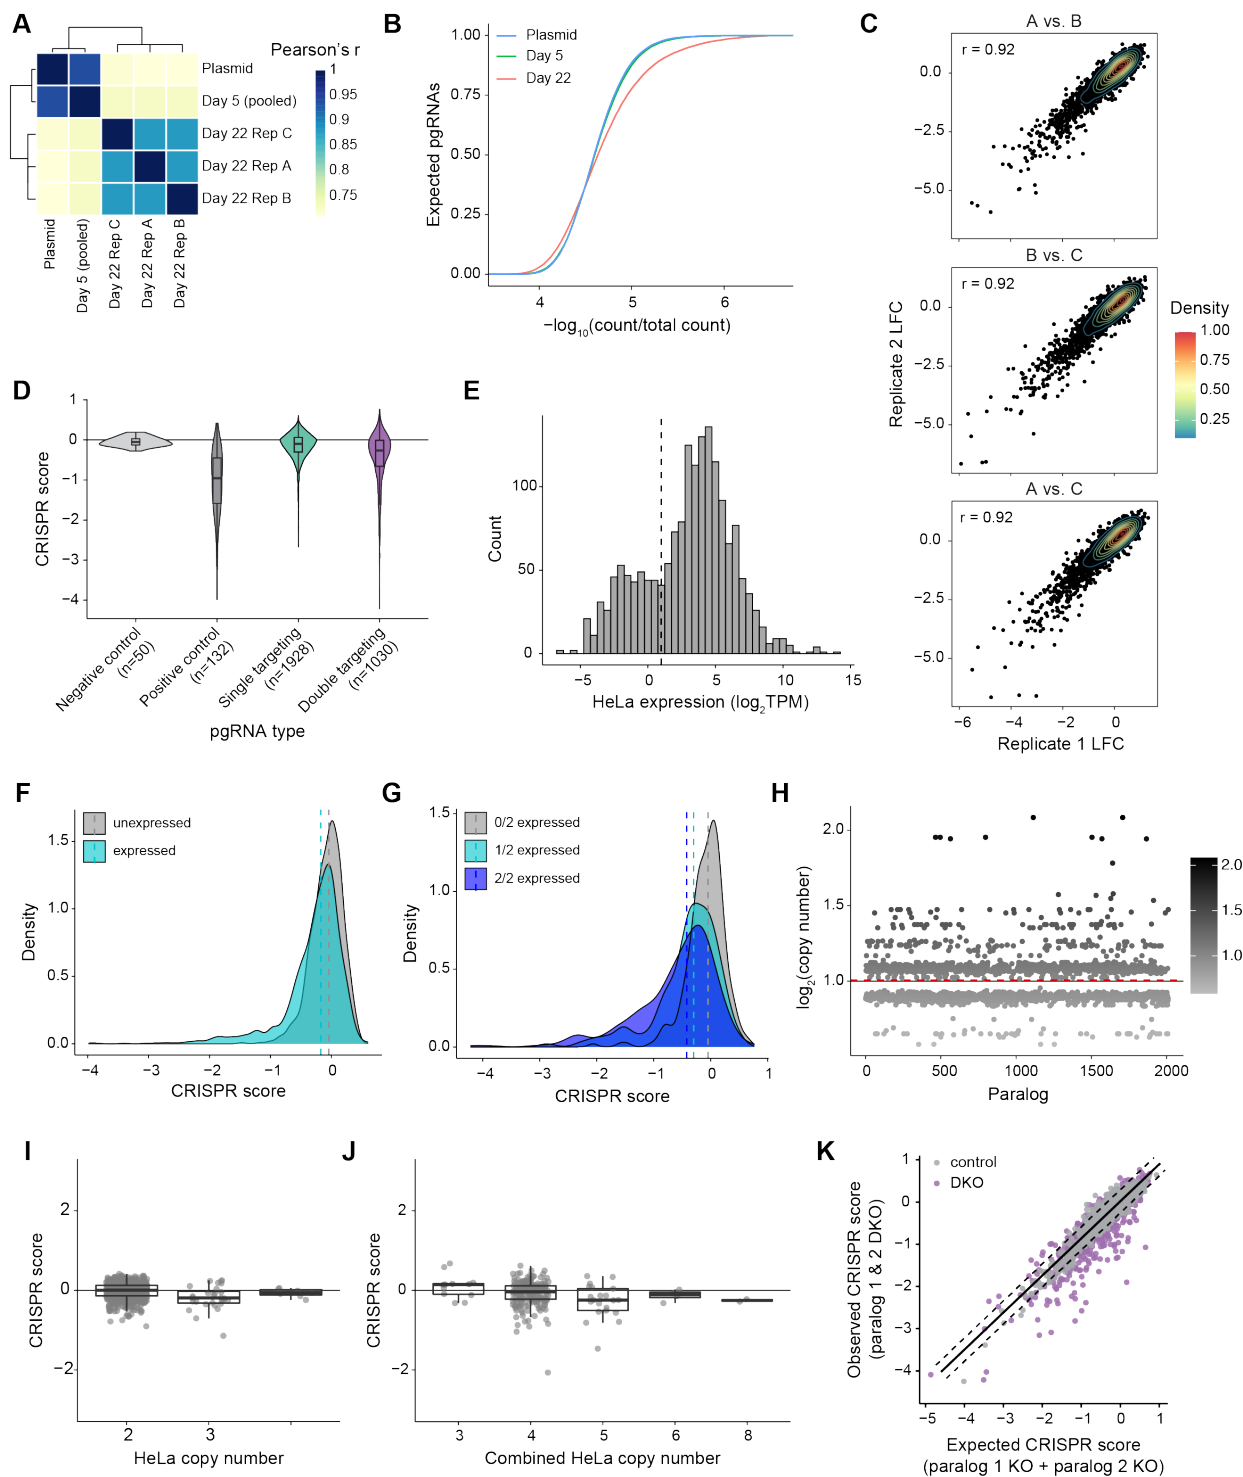 A
Pearson's r
Plasmid
Day 5 (pooled)
Day 22 Rep C
Day 22 Rep A
Day 22 Rep B
1
0.95
0.9
0.85
0.8
0.75
Plasmid
Day 5 (pooled)
Day 22 Rep C
Day 22 Rep A
Day 22 Rep B
B
Plasmid
Day 5
Day 22
Expected pgRNAs
1.00
0.75
0.50
0.25
0.00
4 5 6
−log10(count/total count)
C
A vs. B
r = 0.92
0.0
−2.5
−5.0
B vs. C
r = 0.92
0.0
−2.5
−5.0
Replicate 2 LFC
Density
1.00
0.75
0.50
0.25
A vs. C
r = 0.92
0.0
−2.5
−5.0
−6 −4 −2 0
Replicate 1 LFC
D
CRISPR score
1
0
−1
−2
−3
−4
Negative control
(n=50)
Positive control
(n=132)
Single targeting
(n=1928)
Double targeting
(n=1030)
pgRNA type
E
Count
100
50
0
−5 0 5 10 15
HeLa expression (log2TPM)
F
unexpressed
expressed
Density
1.5
1.0
0.5
0.0
−4 −3 −2 −1 0
CRISPR score
G
0/2 expressed
1/2 expressed
2/2 expressed
Density
1.5
1.0
0.5
0.0
−4 −3 −2 −1 0 1
CRISPR score
H
log2(copy number)
2.0
1.5
1.0
0 500 1000 1500 2000
Paralog
2.0
1.5
1.0
I
CRISPR score
2
0
−2
2 3
HeLa copy number
J
CRISPR score
2
0
−2
3 4 5 6 8
Combined HeLa copy number
K
control
DKO
Observed CRISPR score
(paralog 1 & 2 DKO)
1
0
−1
−2
−3
−4
−5 −4 −3 −2 −1 0 1
Expected CRISPR score
(paralog 1 KO + paralog 2 KO)